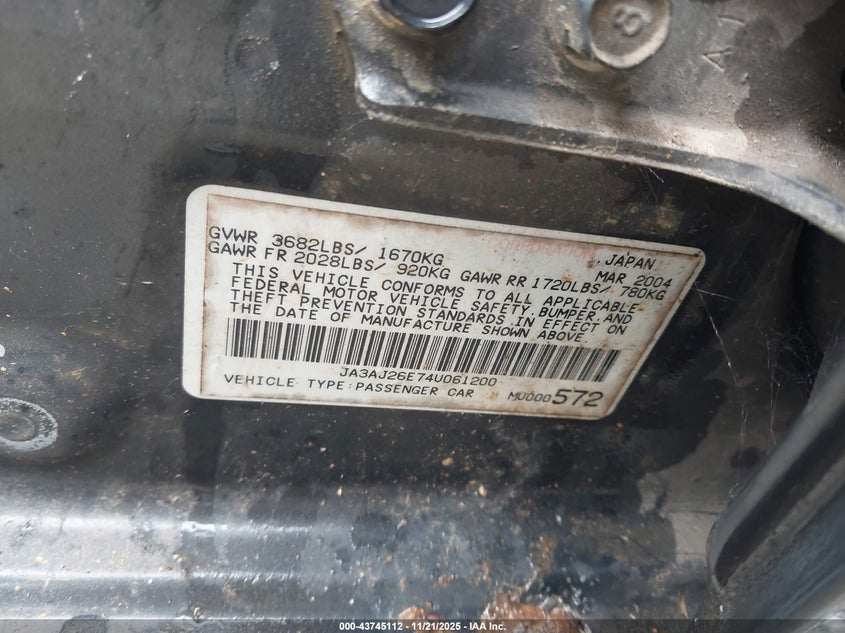 8
A1
JAPAN
GVWR 3682LBS/ 1670KG MAR 2004
GAWR FR 2028LBS/ 920KG GAWR RR 1720LBS/ 780KG
THIS VEHICLE CONFORMS TO ALL APPLICABLE
FEDERAL MOTOR VEHICLE SAFETY, BUMPER, AND
THEFT PREVENTION STANDARDS IN EFFECT ON
THE DATE OF MANUFACTURE SHOWN ABOVE.
JA3AJ26E74U061200
VEHICLE TYPE:PASSENGER CAR MU000572
000-43745112 | 11/21/2025 | IAA Inc.